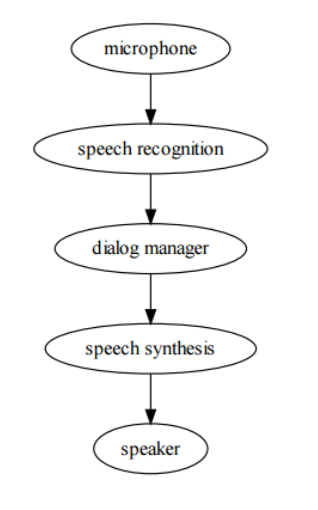 microphone
speech recognition
dialog manager
speech synthesis
speaker